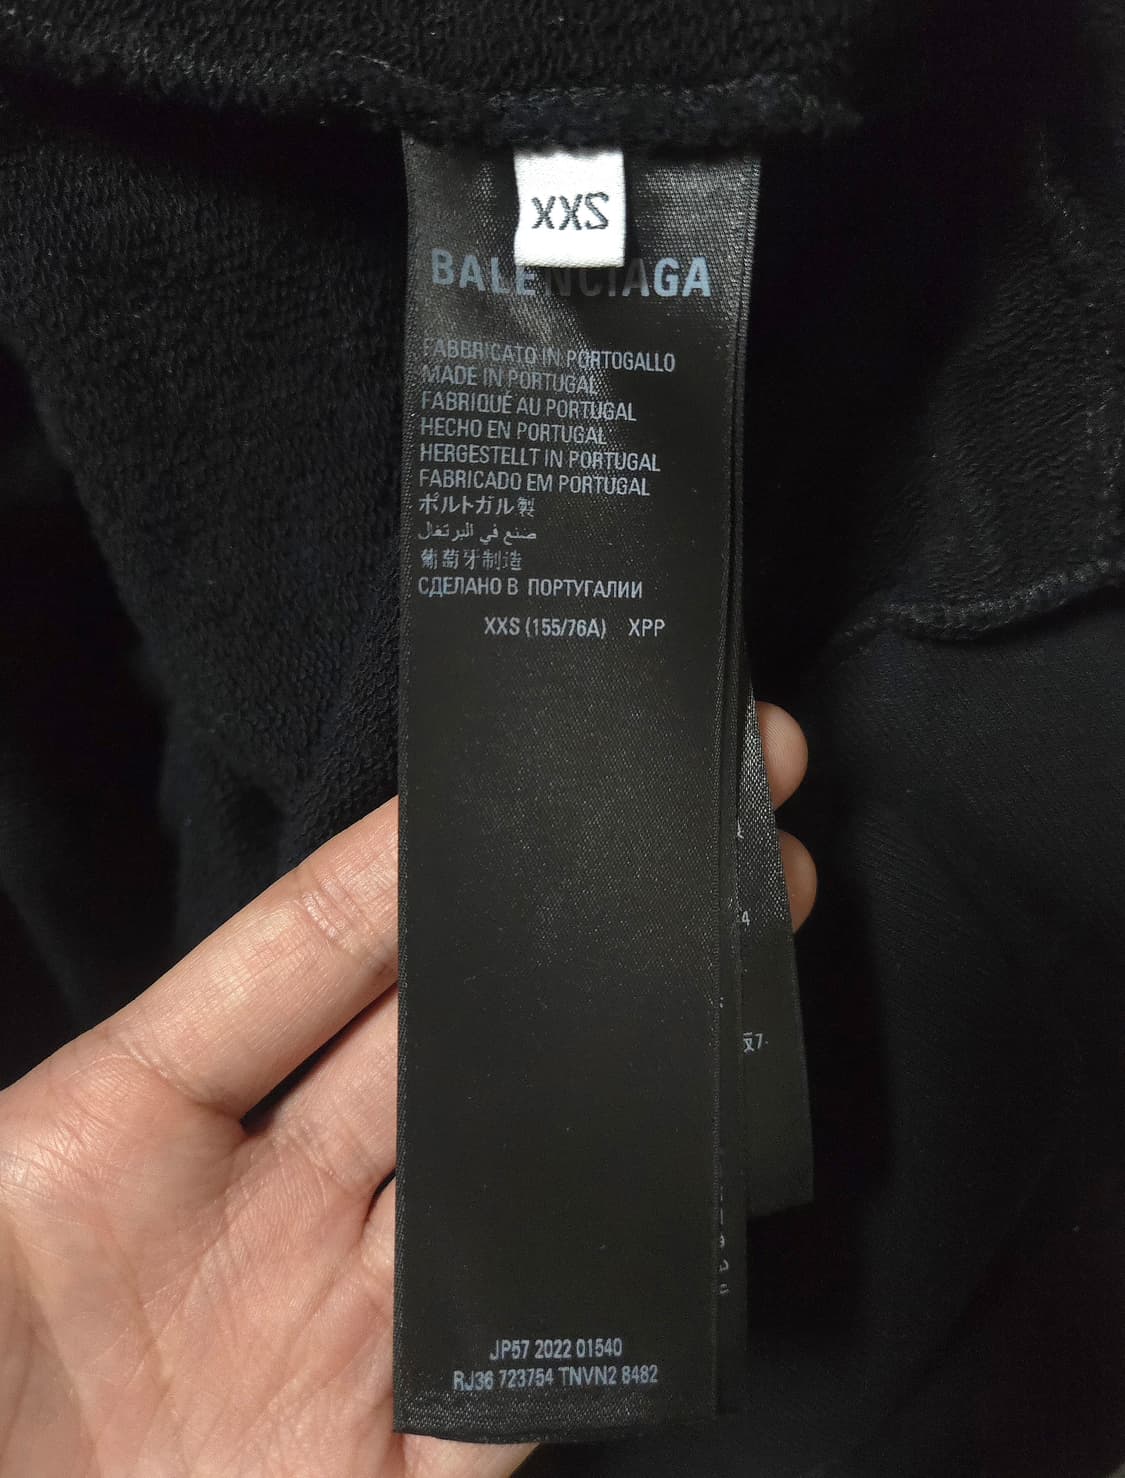 XXS
BALENCIAGA
FABBRICATO IN PORTOGALLO
MADE IN PORTUGAL
FABRIQUÉ AU PORTUGAL
HECHO EN PORTUGAL
HERGESTELLT IN PORTUGAL
FABRICADO EM PORTUGAL
ポルトガル製
صنع في البرتغال
葡萄牙制造
СДЕЛАНО В ПОРТУГАЛИИ
XXS (155/76A) XPP
4
7.
JP57 2022 01540
RJ36 723754 TNVN2 8482